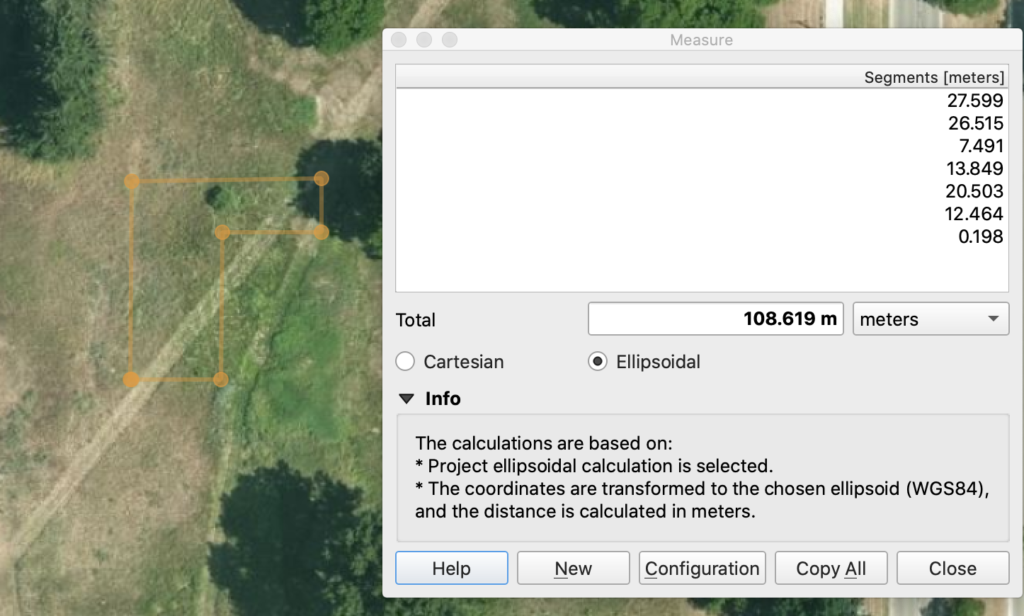 Measure
Segments [meters]
27.599
26.515
7.491
13.849
20.503
12.464
0.198
Total 108.619 m meters
Cartesian Ellipsoidal
Info
The calculations are based on:
* Project ellipsoidal calculation is selected.
* The coordinates are transformed to the chosen ellipsoid (WGS84),
and the distance is calculated in meters.
Help New Configuration Copy All Close